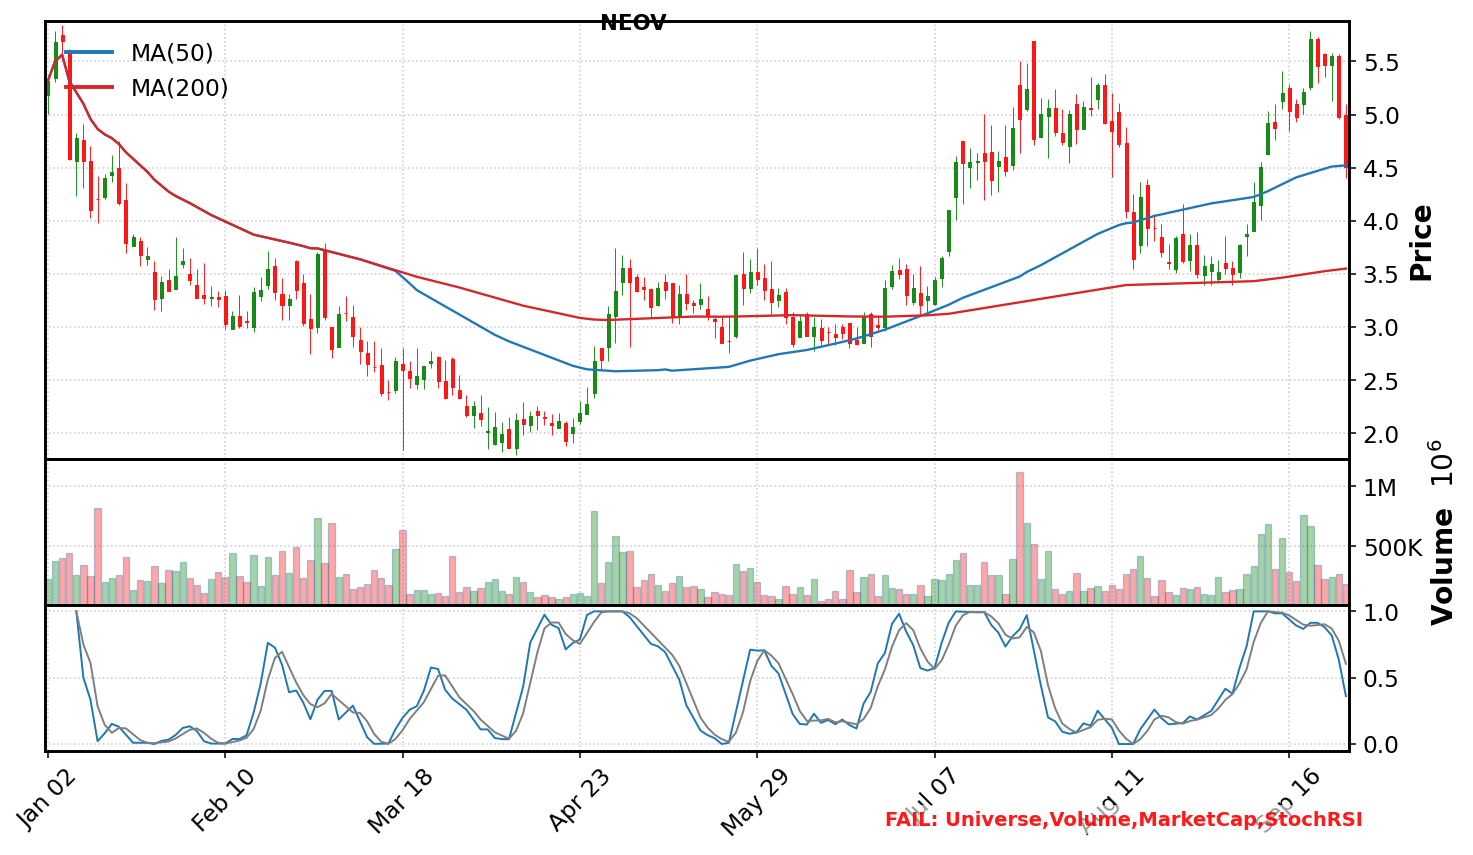 NEOV
MA(50)
MA(200)
5.5
5.0
4.5
4.0
3.5
3.0
2.5
2.0
Price
1M
500K
Volume 10⁶
1.0
0.5
0.0
Jan 02
Feb 10
Mar 18
Apr 23
May 29
Jul 07
Aug 11
Sep 16
FAIL: Universe,Volume,MarketCap,StochRSI